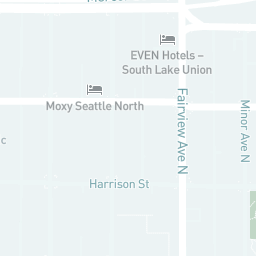 EVEN Hotels –
South Lake Union
Moxy Seattle North
Fairview Ave N
Minor Ave N
Harrison St